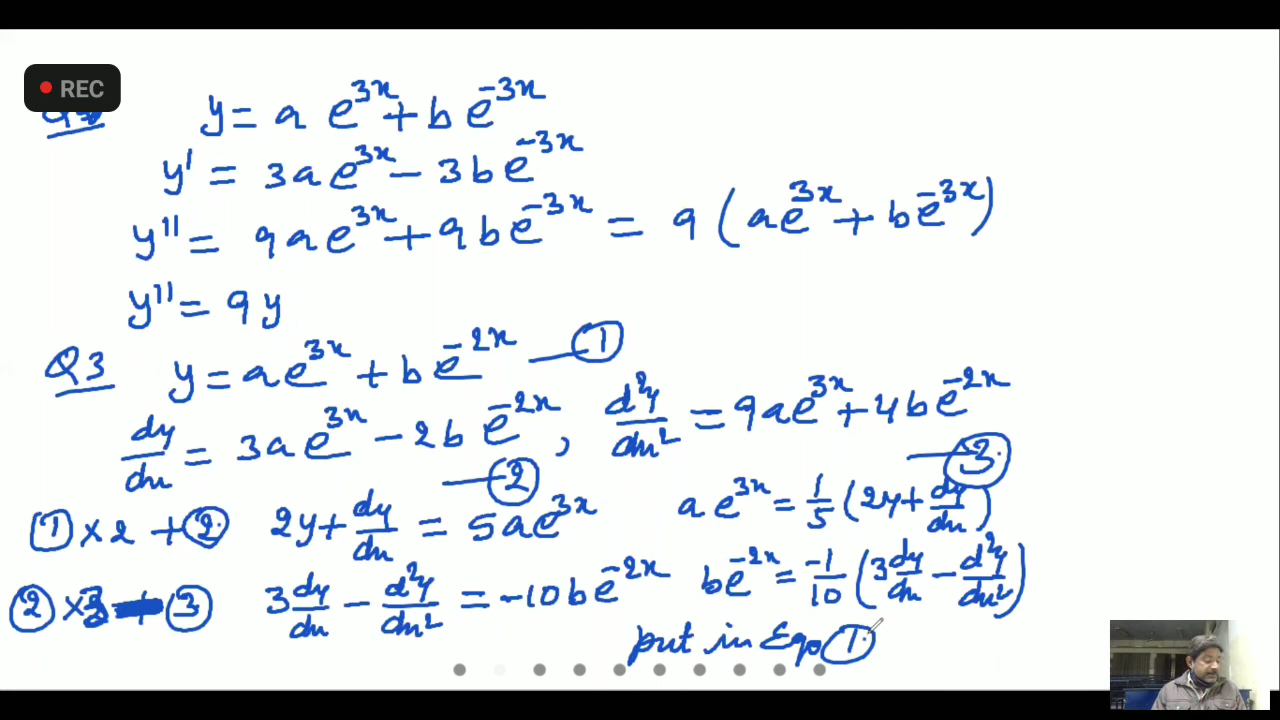 REC
y = a e^{3x} + b e^{-3x}
y' = 3a e^{3x} - 3b e^{-3x}
y'' = 9a e^{3x} + 9b e^{-3x} = 9 (a e^{3x} + b e^{-3x})
y'' = 9y
Q3 y = a e^{3x} + b e^{-2x} — ①
dy/dx = 3a e^{3x} - 2b e^{-2x} — ②, d²y/dx² = 9a e^{3x} + 4b e^{-2x} — ③
① × 2 + ② 2y + dy/dx = 5a e^{3x} a e^{3x} = 1/5 (2y + dy/dx)
② × 3 - ③ 3 dy/dx - d²y/dx² = -10b e^{-2x} b e^{-2x} = -1/10 (3 dy/dx - d²y/dx²)
put in Eqn ①